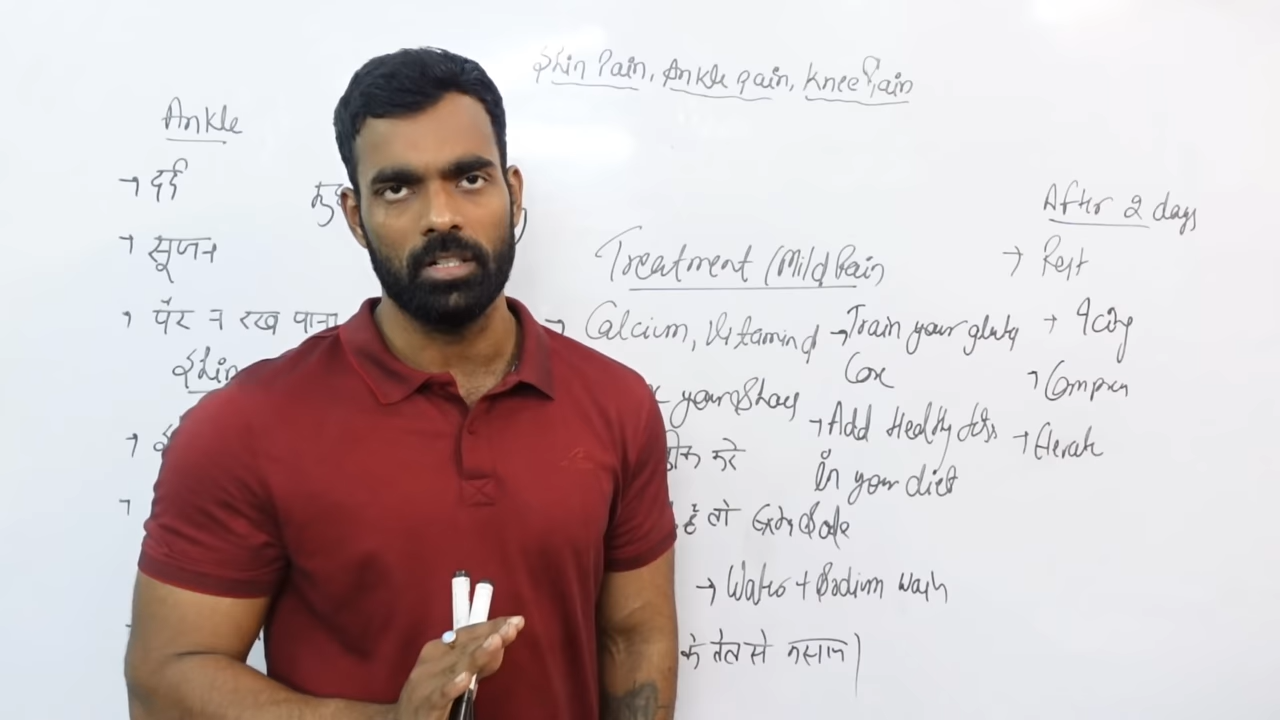 Shin Pain, Ankle pain, Knee Pain
Ankle
→ दर्द
→ सूजन
→ पैर न रख पाना
Shin
After 2 days
→ Rest
→ Icing
→ Compress
→ Elevate
Treatment (Mild Pain)
→ Calcium, Vitamin d
your Shoes
करे
है तो
→ Water + Sodium wash
के तेल से मसाज
→ Train your glutes
Core
→ Add Healthy fats
in your diet